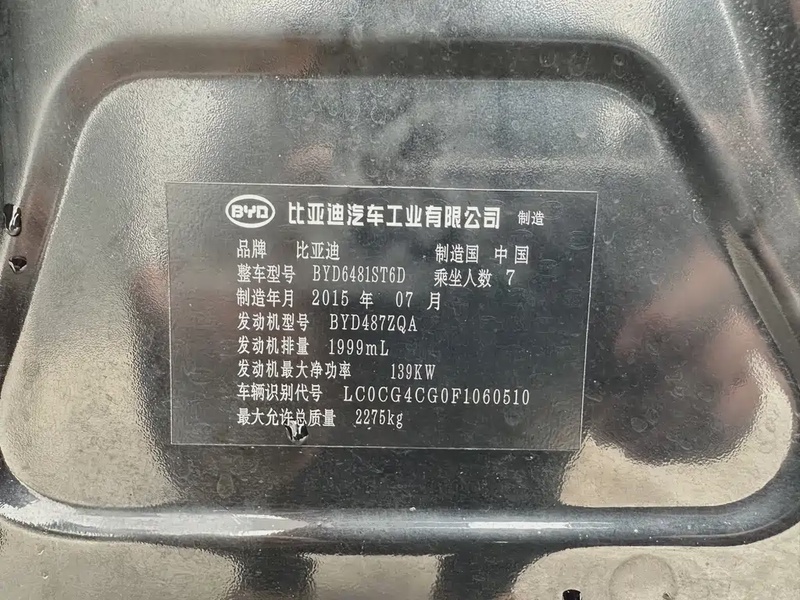 BYD 比亚迪汽车工业有限公司 制造
品牌 比亚迪 制造国 中国
整车型号 BYD6481ST6D 乘坐人数 7
制造年月 2015 年 07 月
发动机型号 BYD487ZQA
发动机排量 1999mL
发动机最大净功率 139KW
车辆识别代号 LC0CG4CG0F1060510
最大允许总质量 2275kg